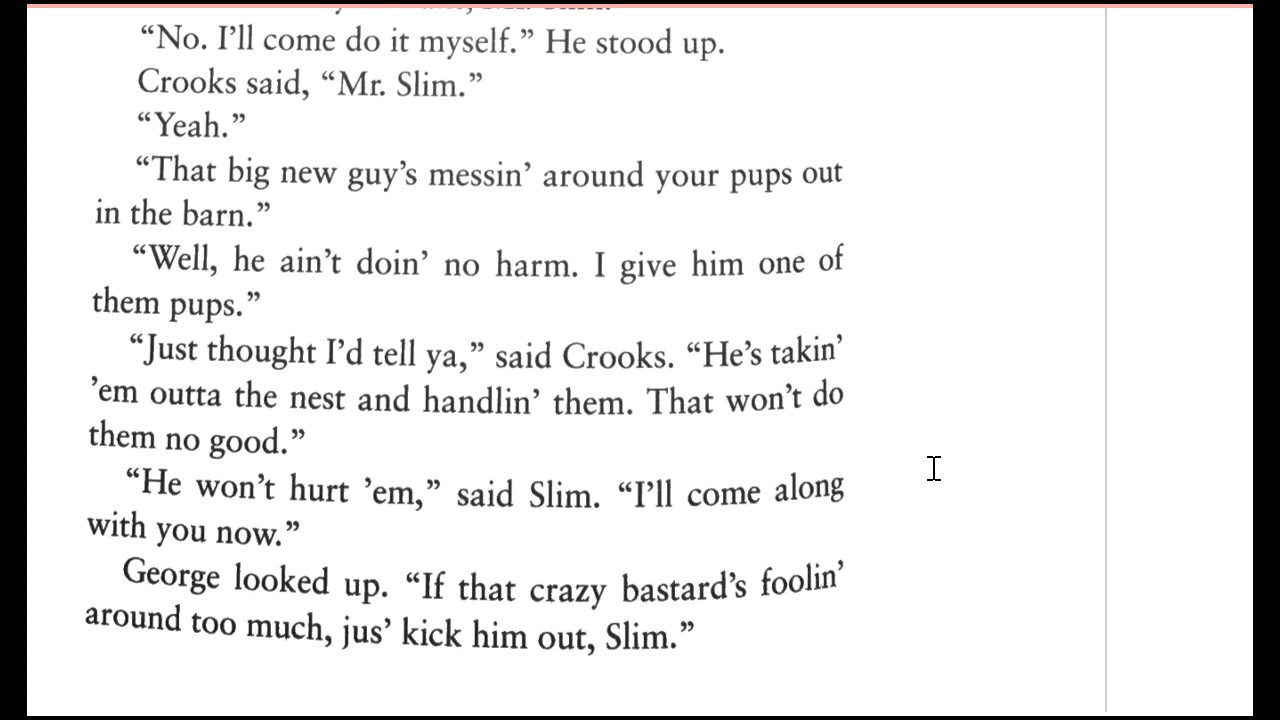 “No. I’ll come do it myself.” He stood up.
Crooks said, “Mr. Slim.”
“Yeah.”
“That big new guy’s messin’ around your pups out
in the barn.”
“Well, he ain’t doin’ no harm. I give him one of
them pups.”
“Just thought I’d tell ya,” said Crooks. “He’s takin’
’em outta the nest and handlin’ them. That won’t do
them no good.”
“He won’t hurt ’em,” said Slim. “I’ll come along
with you now.”
George looked up. “If that crazy bastard’s foolin’
around too much, jus’ kick him out, Slim.”